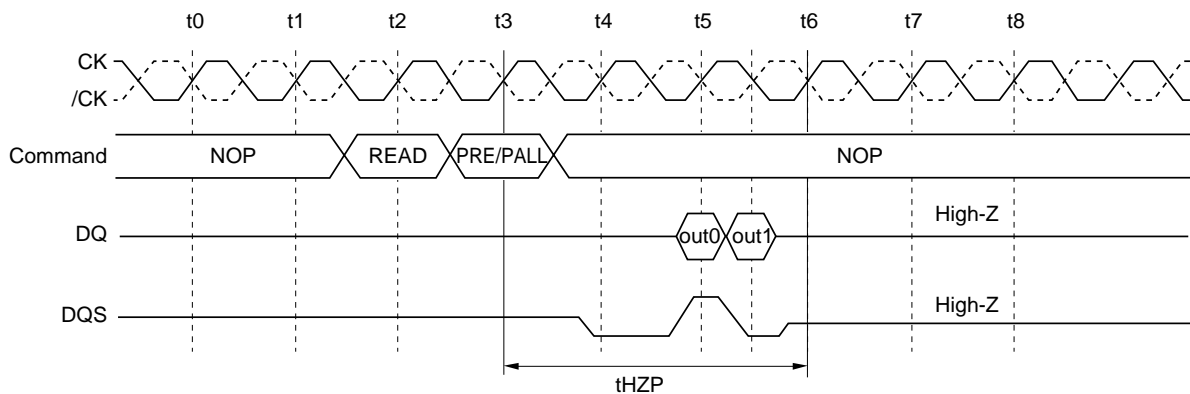 t0 t1 t2 t3 t4 t5 t6 t7 t8
CK
/CK
Command NOP READ PRE/PALL NOP
DQ out0 out1 High-Z
DQS High-Z
tHZP